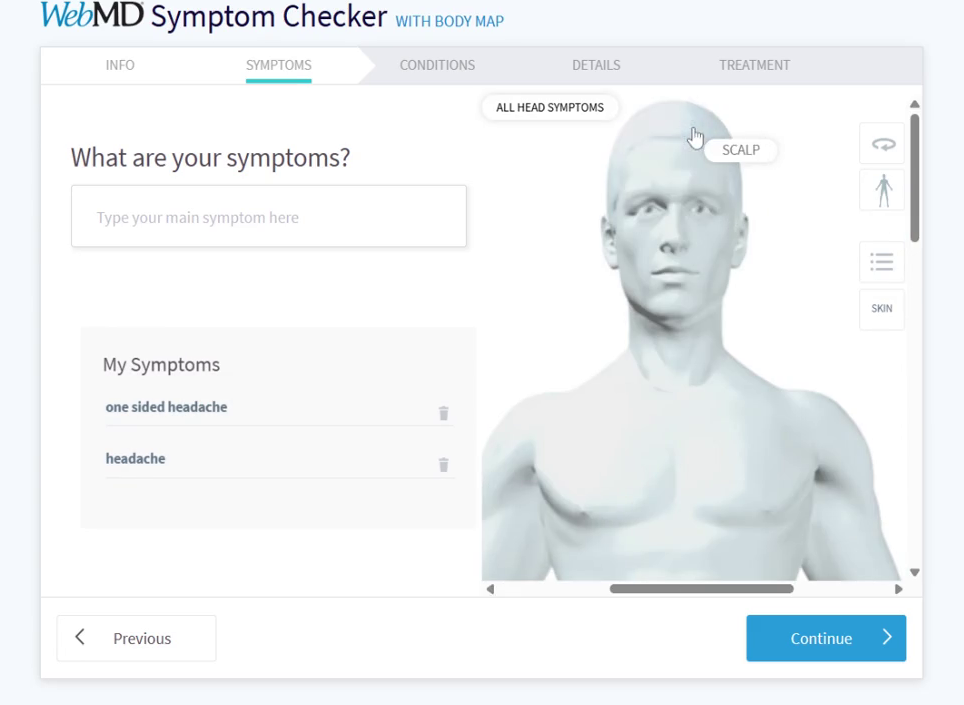 WebMD® Symptom Checker WITH BODY MAP
INFO
SYMPTOMS
CONDITIONS
DETAILS
TREATMENT
ALL HEAD SYMPTOMS
SCALP
What are your symptoms?
Type your main symptom here
SKIN
My Symptoms
one sided headache
headache
Previous
Continue